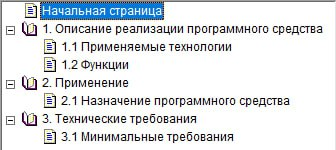 Начальная страница
1. Описание реализации программного средства
1.1 Применяемые технологии
1.2 Функции
2. Применение
2.1 Назначение программного средства
3. Технические требования
3.1 Минимальные требования